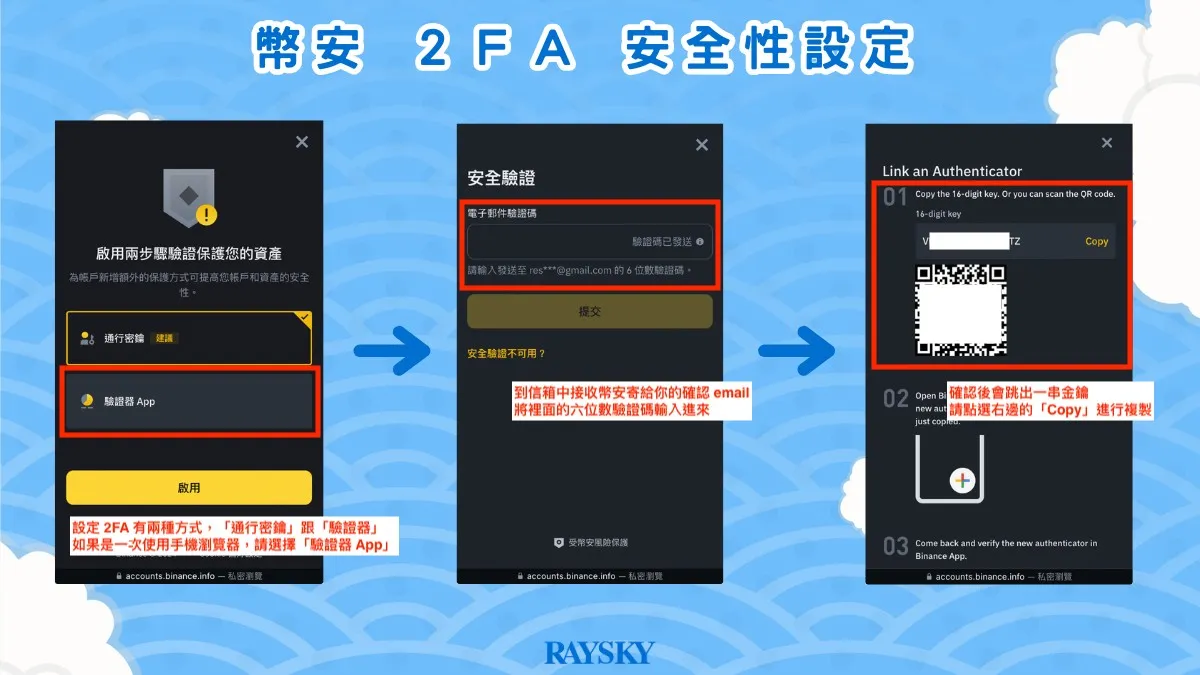 幣安 2FA 安全性設定
啟用兩步驟驗證保護您的資產
為帳戶新增額外的保護方式可提高您帳戶和資產的安全
性。
通行密鑰 建議
驗證器 App
啟用
設定 2FA 有兩種方式，「通行密鑰」跟「驗證器」
如果是一次使用手機瀏覽器，請選擇「驗證器 App」
accounts.binance.info — 私密瀏覽
安全驗證
電子郵件驗證碼
驗證碼已發送
請輸入發送至 res***@gmail.com 的 6 位數驗證碼。
提交
安全驗證不可用？
到信箱中接收幣安寄給你的確認 email
將裡面的六位數驗證碼輸入進來
受幣安風險保護
accounts.binance.info — 私密瀏覽
Link an Authenticator
01 Copy the 16-digit key. Or you can scan the QR code.
16-digit key
V TZ Copy
02 Open
new
just copied.
確認後會跳出一串金鑰
請點選右邊的「Copy」進行複製
03 Come back and verify the new authenticator in
Binance App.
accounts.binance.info — 私密瀏覽
RAYSKY